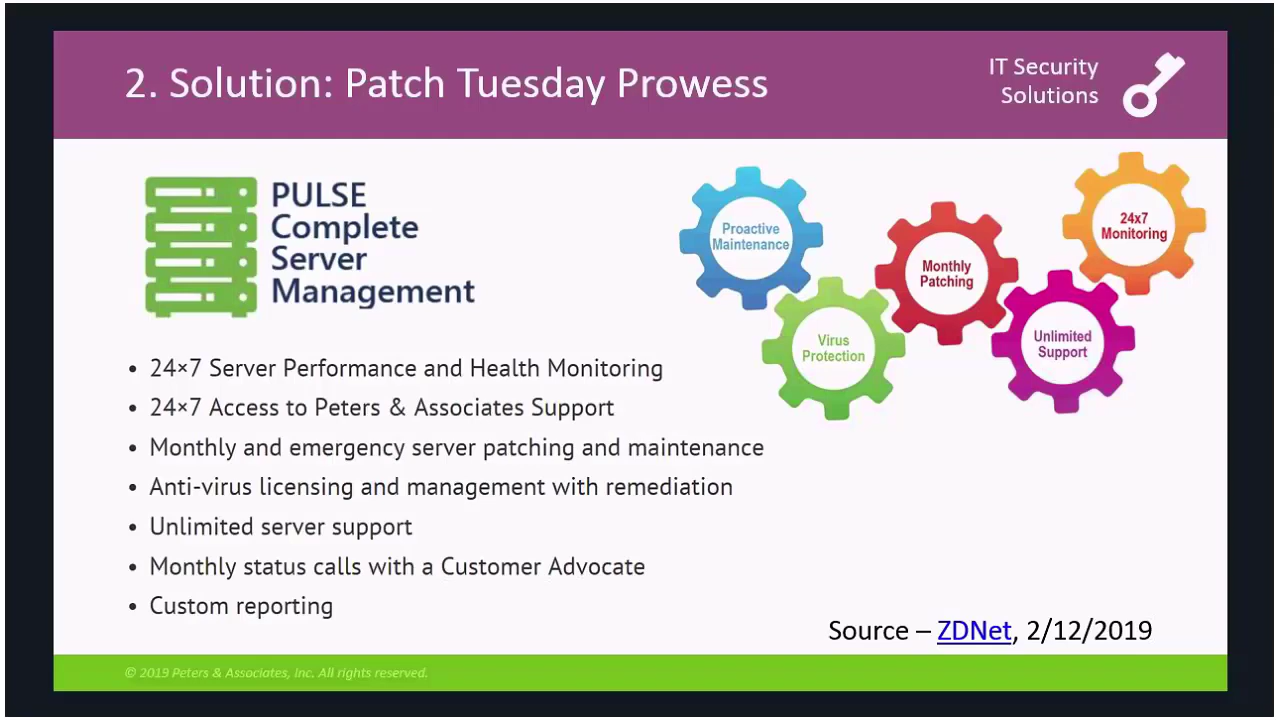 2. Solution: Patch Tuesday Prowess
IT Security
Solutions
PULSE
Complete
Server
Management
Proactive
Maintenance
Virus
Protection
Monthly
Patching
Unlimited
Support
24x7
Monitoring
• 24×7 Server Performance and Health Monitoring
• 24×7 Access to Peters & Associates Support
• Monthly and emergency server patching and maintenance
• Anti-virus licensing and management with remediation
• Unlimited server support
• Monthly status calls with a Customer Advocate
• Custom reporting
Source – ZDNet, 2/12/2019
© 2019 Peters & Associates, Inc. All rights reserved.